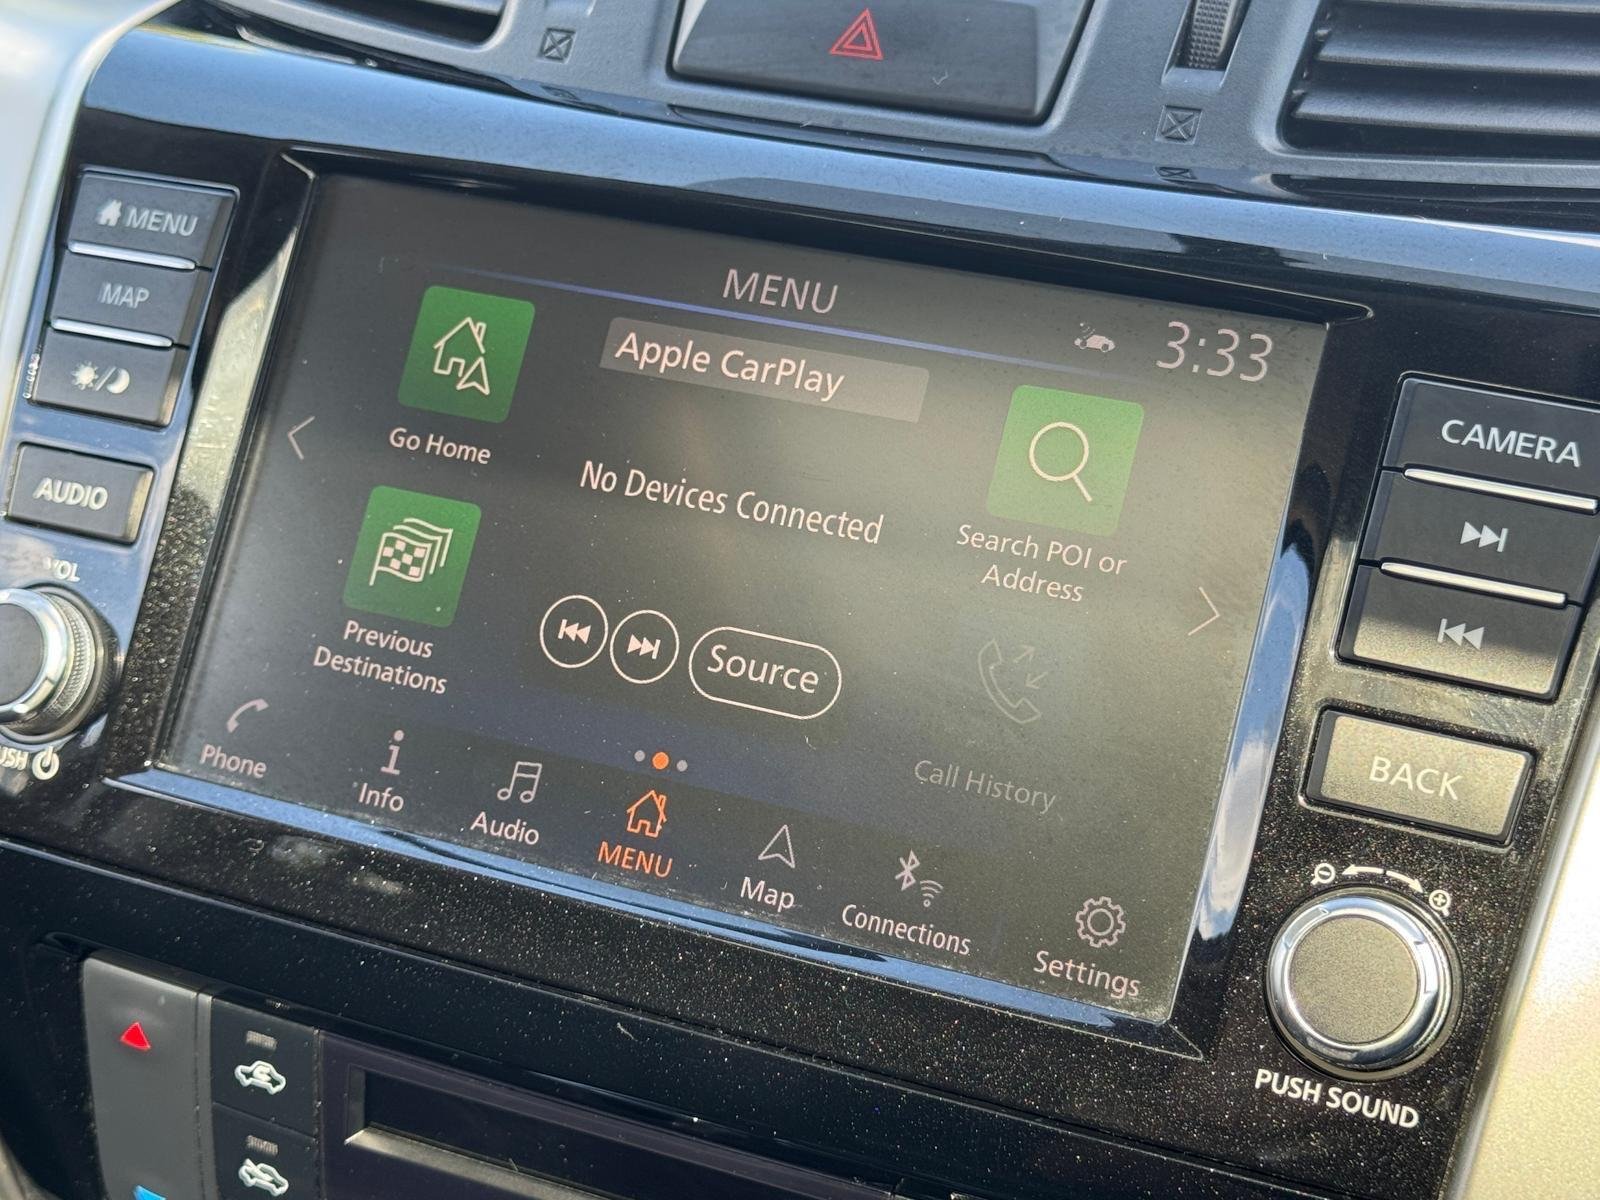 MENU
MAP
AUDIO
VOL
MENU
3:33
Apple CarPlay
Go Home
No Devices Connected
Search POI or
Address
Previous
Destinations
Source
Call History
Phone
Info
Audio
MENU
Map
Connections
Settings
CAMERA
BACK
PUSH SOUND